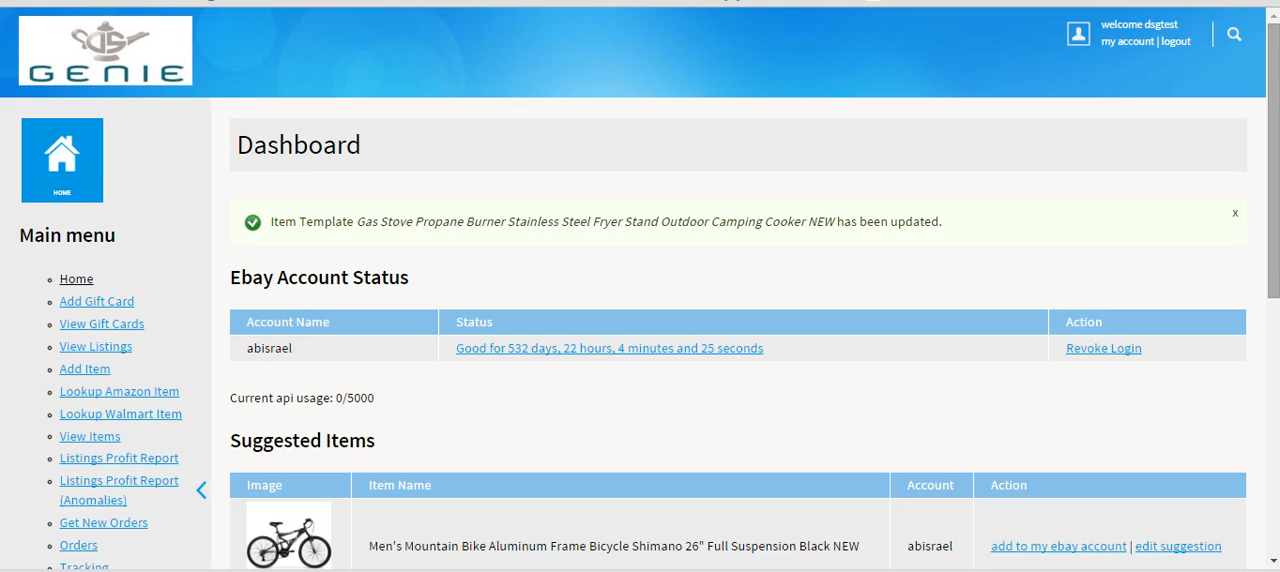 ds
GENIE
welcome dsgtest
my account | logout
HOME
Main menu
Home
Add Gift Card
View Gift Cards
View Listings
Add Item
Lookup Amazon Item
Lookup Walmart Item
View Items
Listings Profit Report
Listings Profit Report
(Anomalies)
Get New Orders
Orders
Tracking
Dashboard
Item Template Gas Stove Propane Burner Stainless Steel Fryer Stand Outdoor Camping Cooker NEW has been updated.
x
Ebay Account Status
Account Name Status Action
abisrael Good for 532 days, 22 hours, 4 minutes and 25 seconds Revoke Login
Current api usage: 0/5000
Suggested Items
Image Item Name Account Action
Men's Mountain Bike Aluminum Frame Bicycle Shimano 26" Full Suspension Black NEW abisrael add to my ebay account | edit suggestion